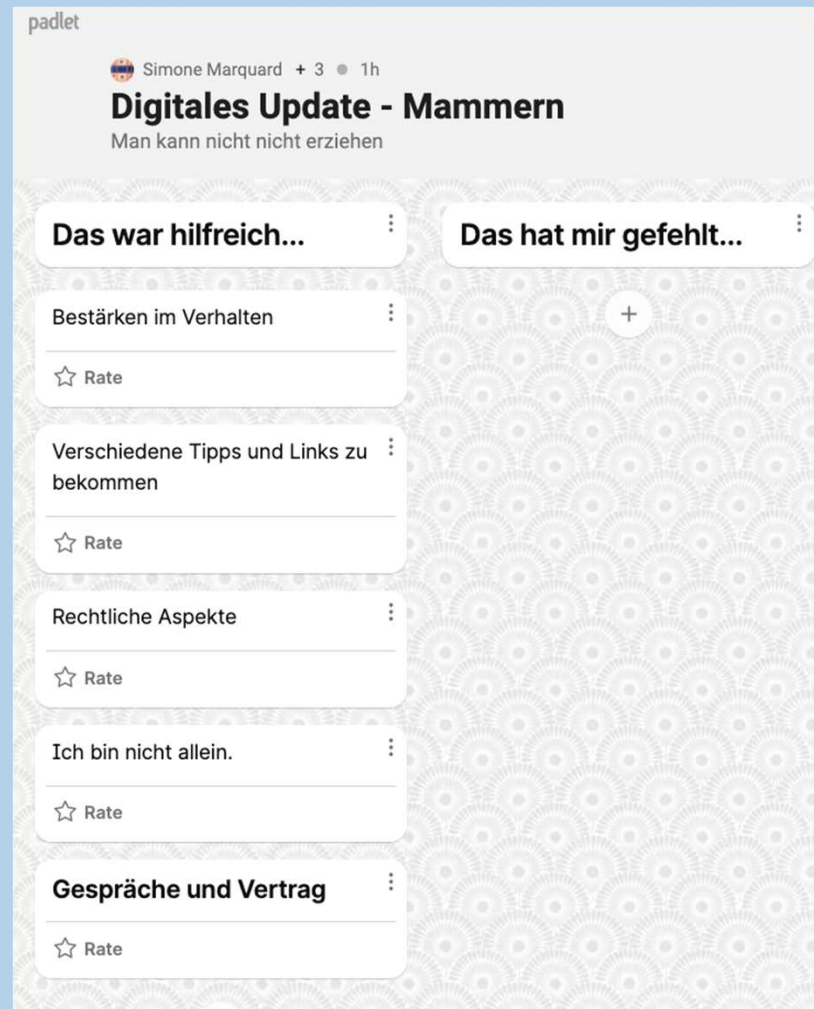 padlet
Simone Marquard + 3 • 1h
Digitales Update - Mammern
Man kann nicht nicht erziehen
Das war hilfreich...
Bestärken im Verhalten
Rate
Verschiedene Tipps und Links zu
bekommen
Rate
Rechtliche Aspekte
Rate
Ich bin nicht allein.
Rate
Gespräche und Vertrag
Rate
Das hat mir gefehlt...
+